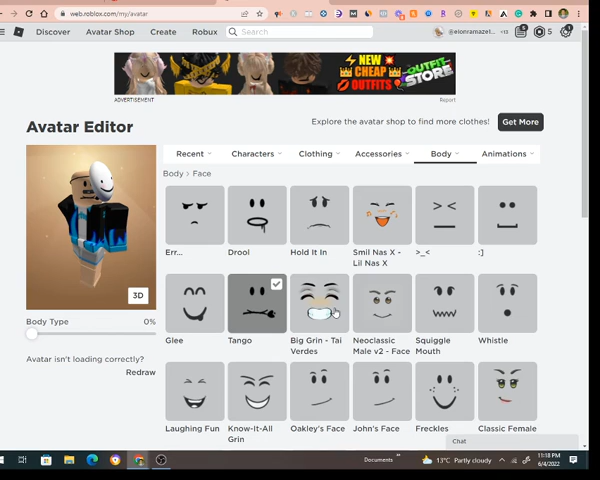 web.roblox.com/my/avatar
Discover Avatar Shop Create Robux Search @elonramazel... +13 5
NEW CHEAP OUTFITS OUTFIT STORE
ADVERTISEMENT Report
Avatar Editor
Explore the avatar shop to find more clothes! Get More
Recent Characters Clothing Accessories Body Animations
Body > Face
Err... Drool Hold It In Smil Nas X - Lil Nas X >_< :]
3D
Body Type 0%
Glee Tango Big Grin - Tai Verdes Neoclassic Male v2 - Face Squiggle Mouth Whistle
Avatar isn't loading correctly?
Redraw
Laughing Fun Know-It-All Grin Oakley's Face John's Face Freckles Classic Female
Chat
Documents 13°C Partly cloudy 11:18 PM
6/4/2022